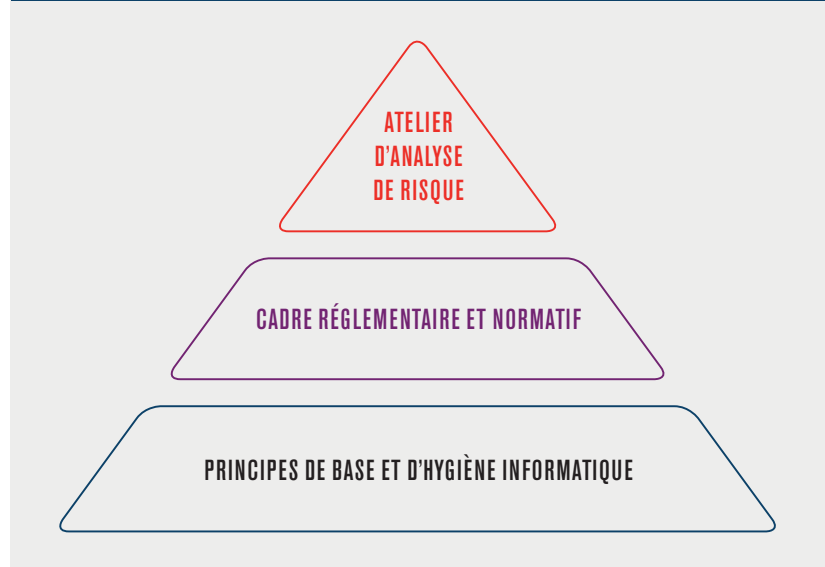 ATELIER
D'ANALYSE
DE RISQUE
CADRE RÉGLEMENTAIRE ET NORMATIF
PRINCIPES DE BASE ET D'HYGIÈNE INFORMATIQUE